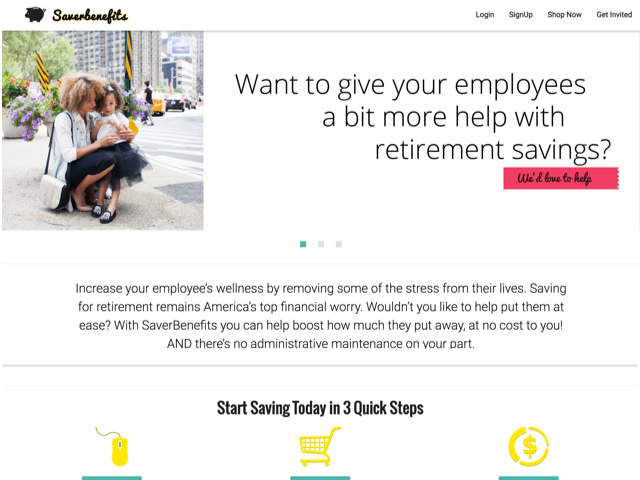 Saverbenefits
Login SignUp Shop Now Get Invited
Want to give your employees
a bit more help with
retirement savings?
We'd love to help
Increase your employee's wellness by removing some of the stress from their lives. Saving
for retirement remains America's top financial worry. Wouldn't you like to help put them at
ease? With SaverBenefits you can help boost how much they put away, at no cost to you!
AND there's no administrative maintenance on your part.
Start Saving Today in 3 Quick Steps
$